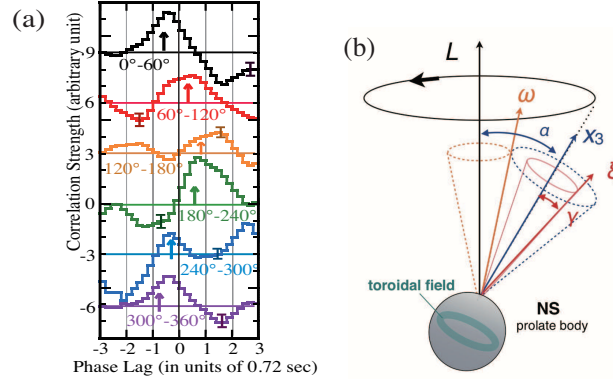 (a)
Correlation Strength (arbitrary unit)
9
6
3
0
-3
-6
0°-60°
60°-120°
120°-180°
180°-240°
240°-300°
300°-360°
-3 -2 -1 0 1 2 3
Phase Lag (in units of 0.72 sec)
(b)
L
ω
α
x3
ξ
γ
toroidal field
NS
prolate body